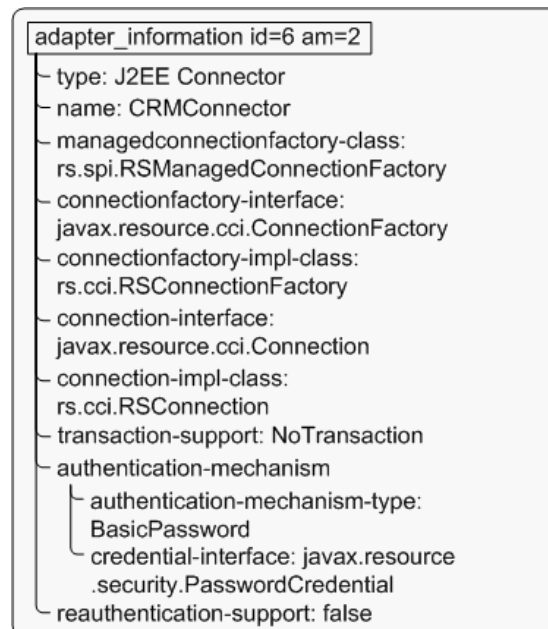 adapter_information id=6 am=2
type: J2EE Connector
name: CRMConnector
managedconnectionfactory-class:
rs.spi.RSManagedConnectionFactory
connectionfactory-interface:
javax.resource.cci.ConnectionFactory
connectionfactory-impl-class:
rs.cci.RSConnectionFactory
connection-interface:
javax.resource.cci.Connection
connection-impl-class:
rs.cci.RSConnection
transaction-support: NoTransaction
authentication-mechanism
authentication-mechanism-type:
BasicPassword
credential-interface: javax.resource
.security.PasswordCredential
reauthentication-support: false